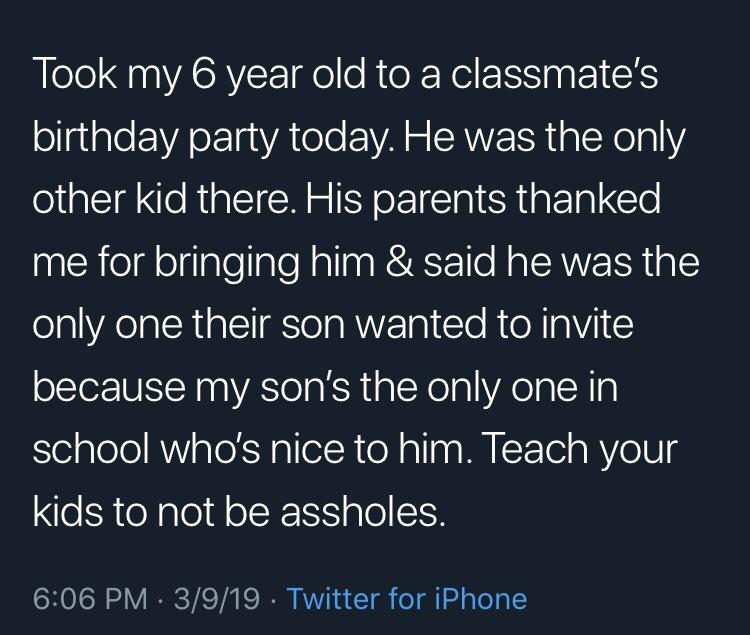 Took my 6 year old to a classmate’s
birthday party today. He was the only
other kid there. His parents thanked
me for bringing him & said he was the
only one their son wanted to invite
because my son’s the only one in
school who’s nice to him. Teach your
kids to not be assholes.
6:06 PM · 3/9/19 · Twitter for iPhone